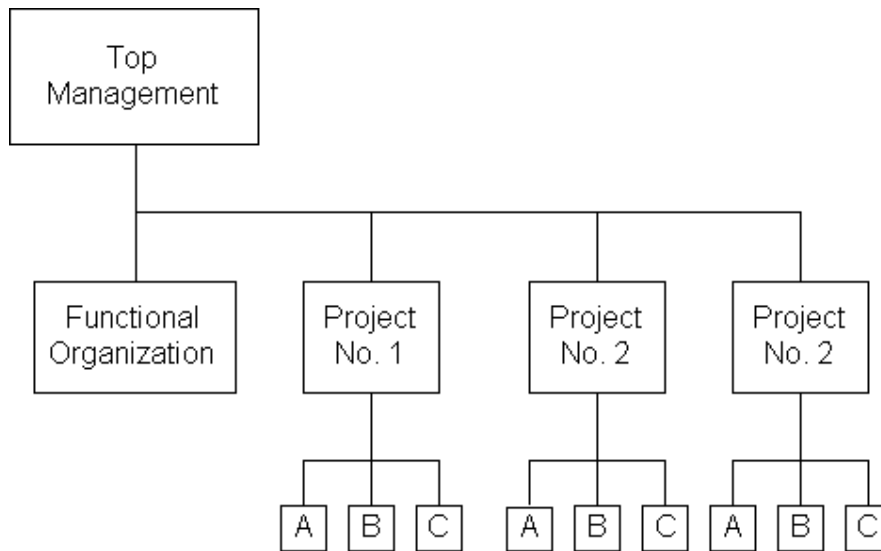 Top
Management
Functional
Organization
Project
No. 1
Project
No. 2
Project
No. 2
A B C A B C A B C